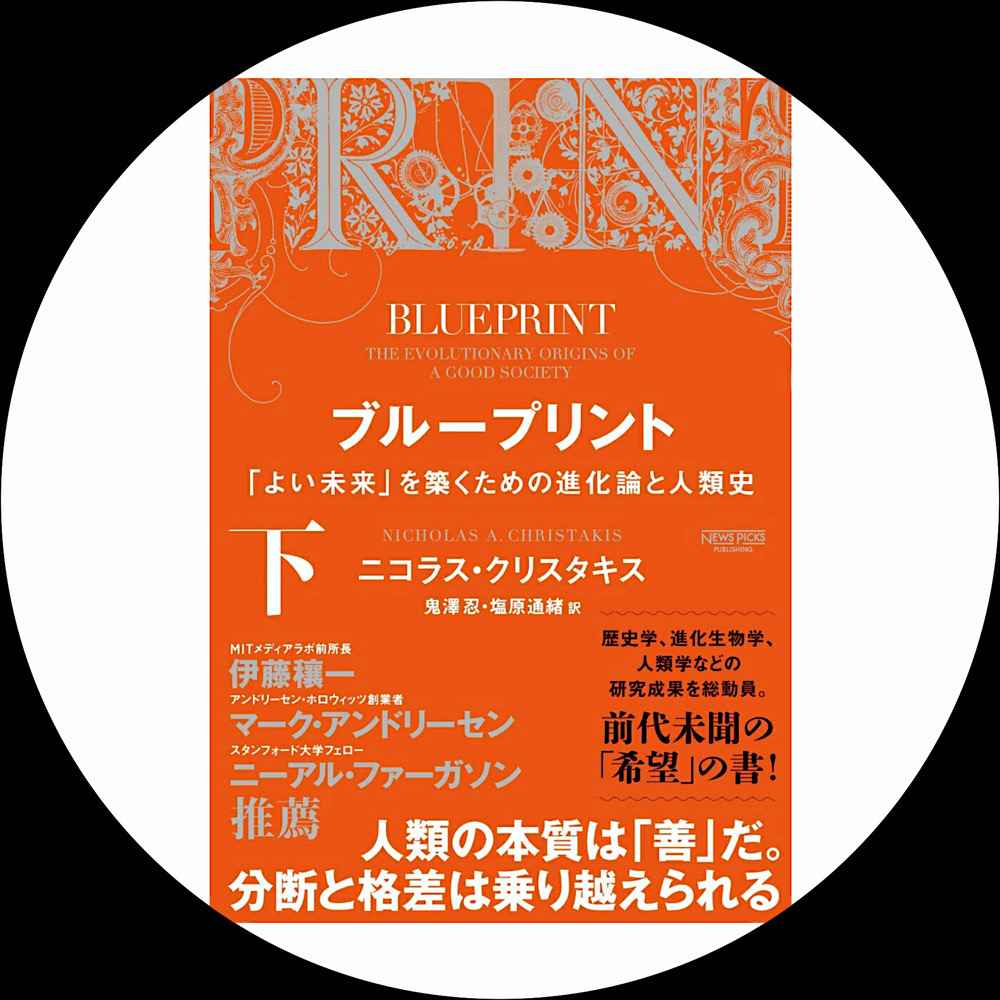 PRINT
6.7.8
BLUEPRINT
THE EVOLUTIONARY ORIGINS OF
A GOOD SOCIETY
ブループリント
「よい未来」を築くための進化論と人類史
下
NICHOLAS A. CHRISTAKIS
ニコラス・クリスタキス
鬼澤忍・塩原通緒 訳
NEWS PICKS
PUBLISHING
歴史学、進化生物学、
人類学などの
研究成果を総動員。
前代未聞の
「希望」の書!
MITメディアラボ前所長
伊藤穰一
アンドリーセン・ホロウィッツ創業者
マーク・アンドリーセン
スタンフォード大学フェロー
ニーアル・ファーガソン
推薦
人類の本質は「善」だ。
分断と格差は乗り越えられる